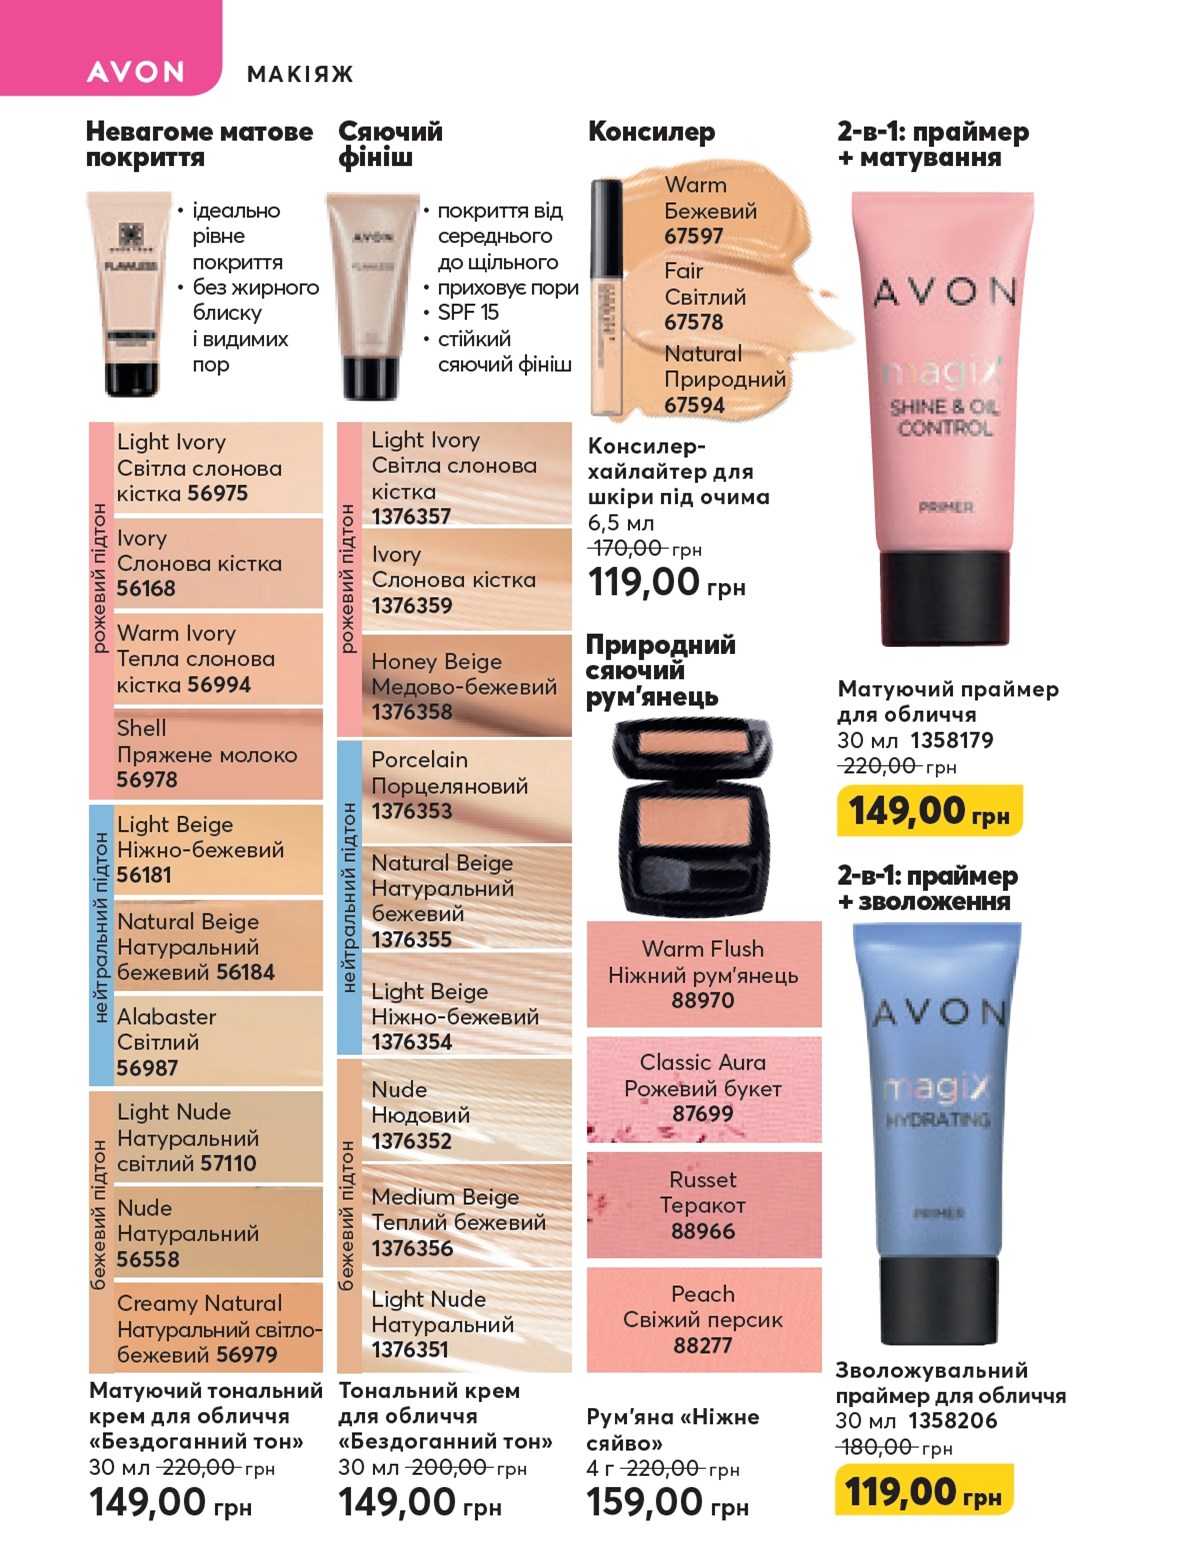 AVON
МАКІЯЖ
Невагоме матове
покриття
FLAWLESS
• ідеально
рівне
покриття
• без жирного
блиску
і видимих
пор
рожевий підтон
Light Ivory
Світла слонова
кістка 56975
Ivory
Слонова кістка
56168
Warm Ivory
Тепла слонова
кістка 56994
Shell
Пряжене молоко
56978
нейтральний підтон
Light Beige
Ніжно-бежевий
56181
Natural Beige
Натуральний
бежевий 56184
Alabaster
Світлий
56987
бежевий підтон
Light Nude
Натуральний
світлий 57110
Nude
Натуральний
56558
Creamy Natural
Натуральний світло-
бежевий 56979
Матуючий тональний
крем для обличчя
«Бездоганний тон»
30 мл 220,00 грн
149,00 грн
Сяючий
фініш
AVON
FLAWLESS
• покриття від
середнього
до щільного
• приховує пори
• SPF 15
• стійкий
сяючий фініш
рожевий підтон
Light Ivory
Світла слонова
кістка
1376357
Ivory
Слонова кістка
1376359
Honey Beige
Медово-бежевий
1376358
нейтральний підтон
Porcelain
Порцеляновий
1376353
Natural Beige
Натуральний
бежевий
1376355
Light Beige
Ніжно-бежевий
1376354
бежевий підтон
Nude
Нюдовий
1376352
Medium Beige
Теплий бежевий
1376356
Light Nude
Натуральний
1376351
Тональний крем
для обличчя
«Бездоганний тон»
30 мл 200,00 грн
149,00 грн
Консилер
Warm
Бежевий
67597
Fair
Світлий
67578
Natural
Природний
67594
Консилер-
хайлайтер для
шкіри під очима
6,5 мл
170,00 грн
119,00 грн
Природний
сяючий
рум’янець
Warm Flush
Ніжний рум’янець
88970
Classic Aura
Рожевий букет
87699
Russet
Теракот
88966
Peach
Свіжий персик
88277
Рум’яна «Ніжне
сяйво»
4 г 220,00 грн
159,00 грн
2-в-1: праймер
+ матування
AVON
magiX
SHINE & OIL
CONTROL
PRIMER
Матуючий праймер
для обличчя
30 мл 1358179
220,00 грн
149,00 грн
2-в-1: праймер
+ зволоження
AVON
magiX
HYDRATING
PRIMER
Зволожувальний
праймер для обличчя
30 мл 1358206
180,00 грн
119,00 грн